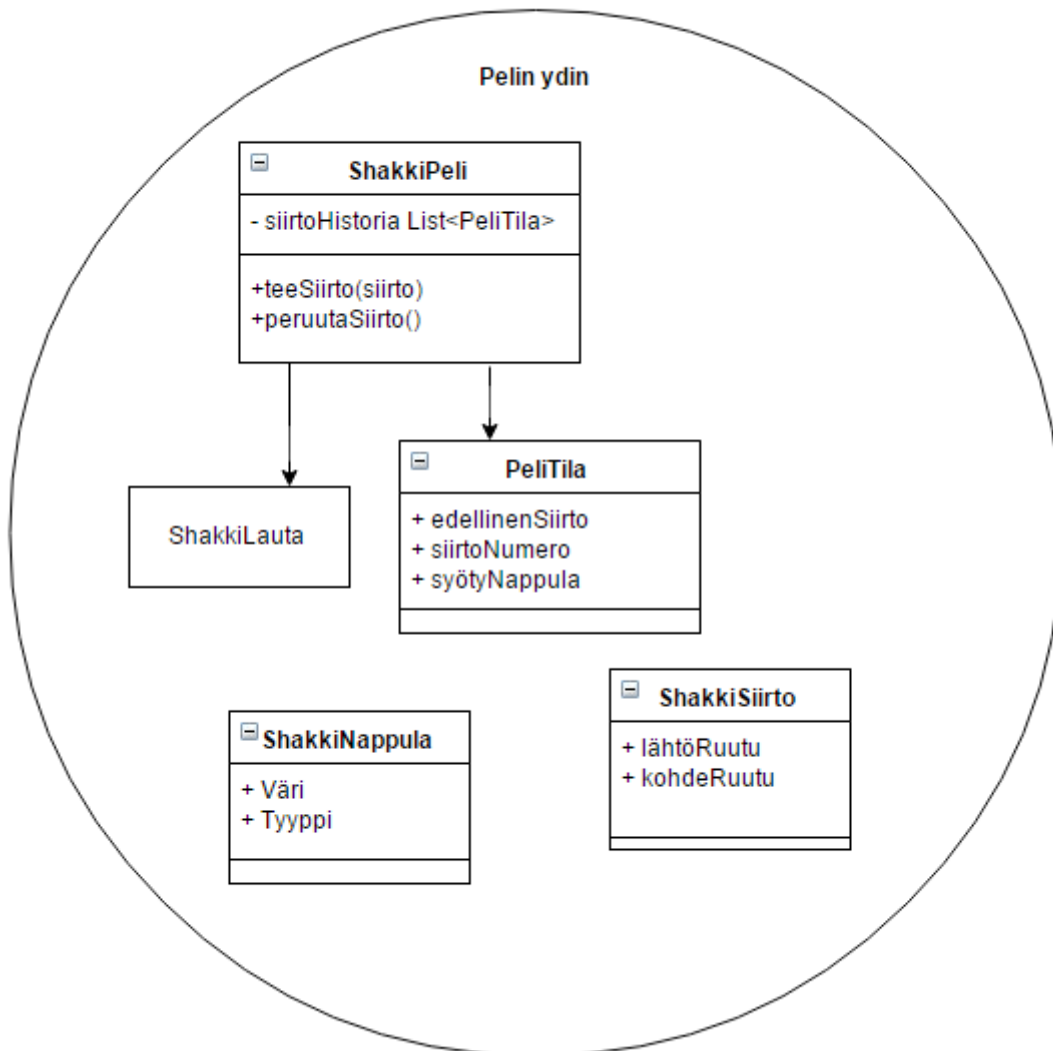 Pelin ydin
ShakkiPeli
- siirtoHistoria List<PeliTila>
+teeSiirto(siirto)
+peruutaSiirto()
ShakkiLauta
PeliTila
+ edellinenSiirto
+ siirtoNumero
+ syötyNappula
ShakkiNappula
+ Väri
+ Tyyppi
ShakkiSiirto
+ lähtöRuutu
+ kohdeRuutu